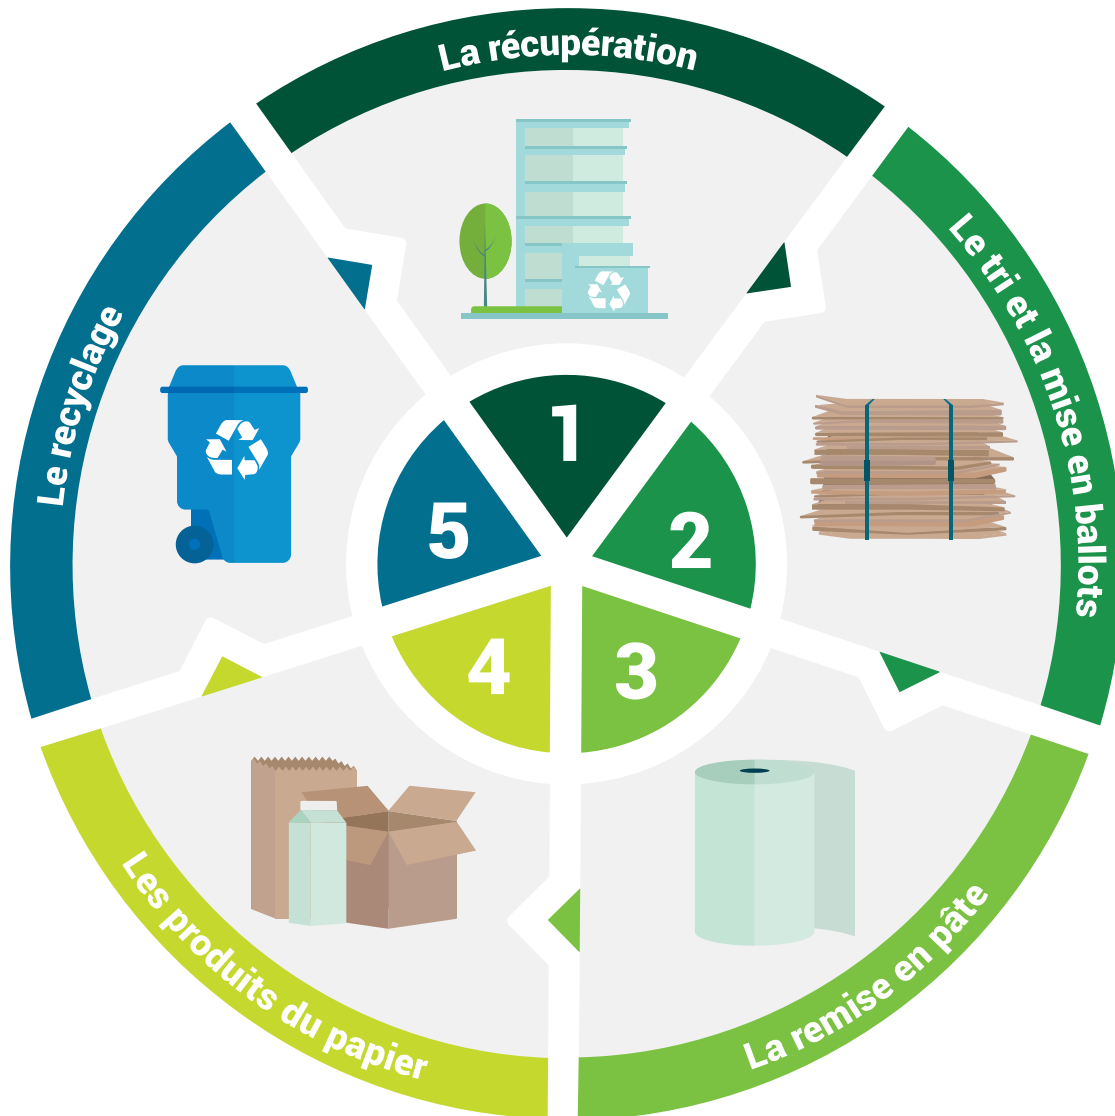 La récupération
1
Le tri et la mise en ballots
2
La remise en pâte
3
Les produits du papier
4
Le recyclage
5